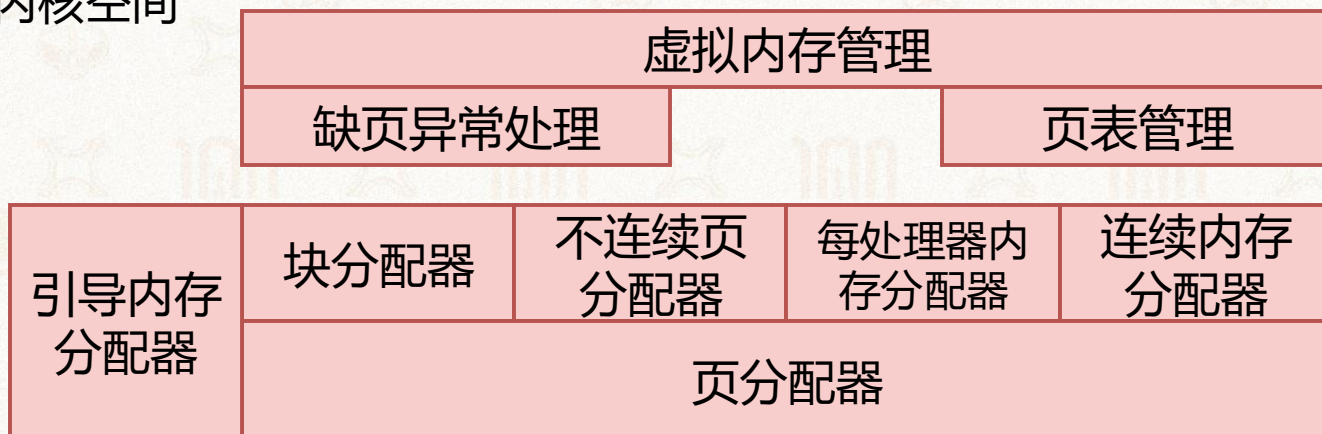 内核空间
虚拟内存管理
缺页异常处理
页表管理
引导内存
分配器
块分配器
不连续页
分配器
每处理器内
存分配器
连续内存
分配器
页分配器